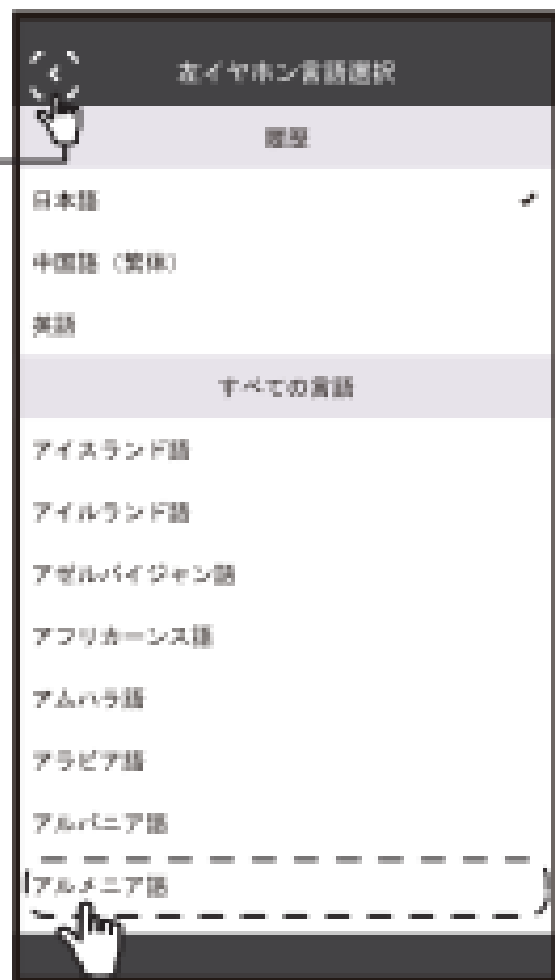 左イヤホン言語選択
履歴
日本語
中国語（繁体）
英語
すべての言語
アイスランド語
アイルランド語
アゼルバイジャン語
アフリカーンス語
アムハラ語
アラビア語
アルバニア語
アルメニア語